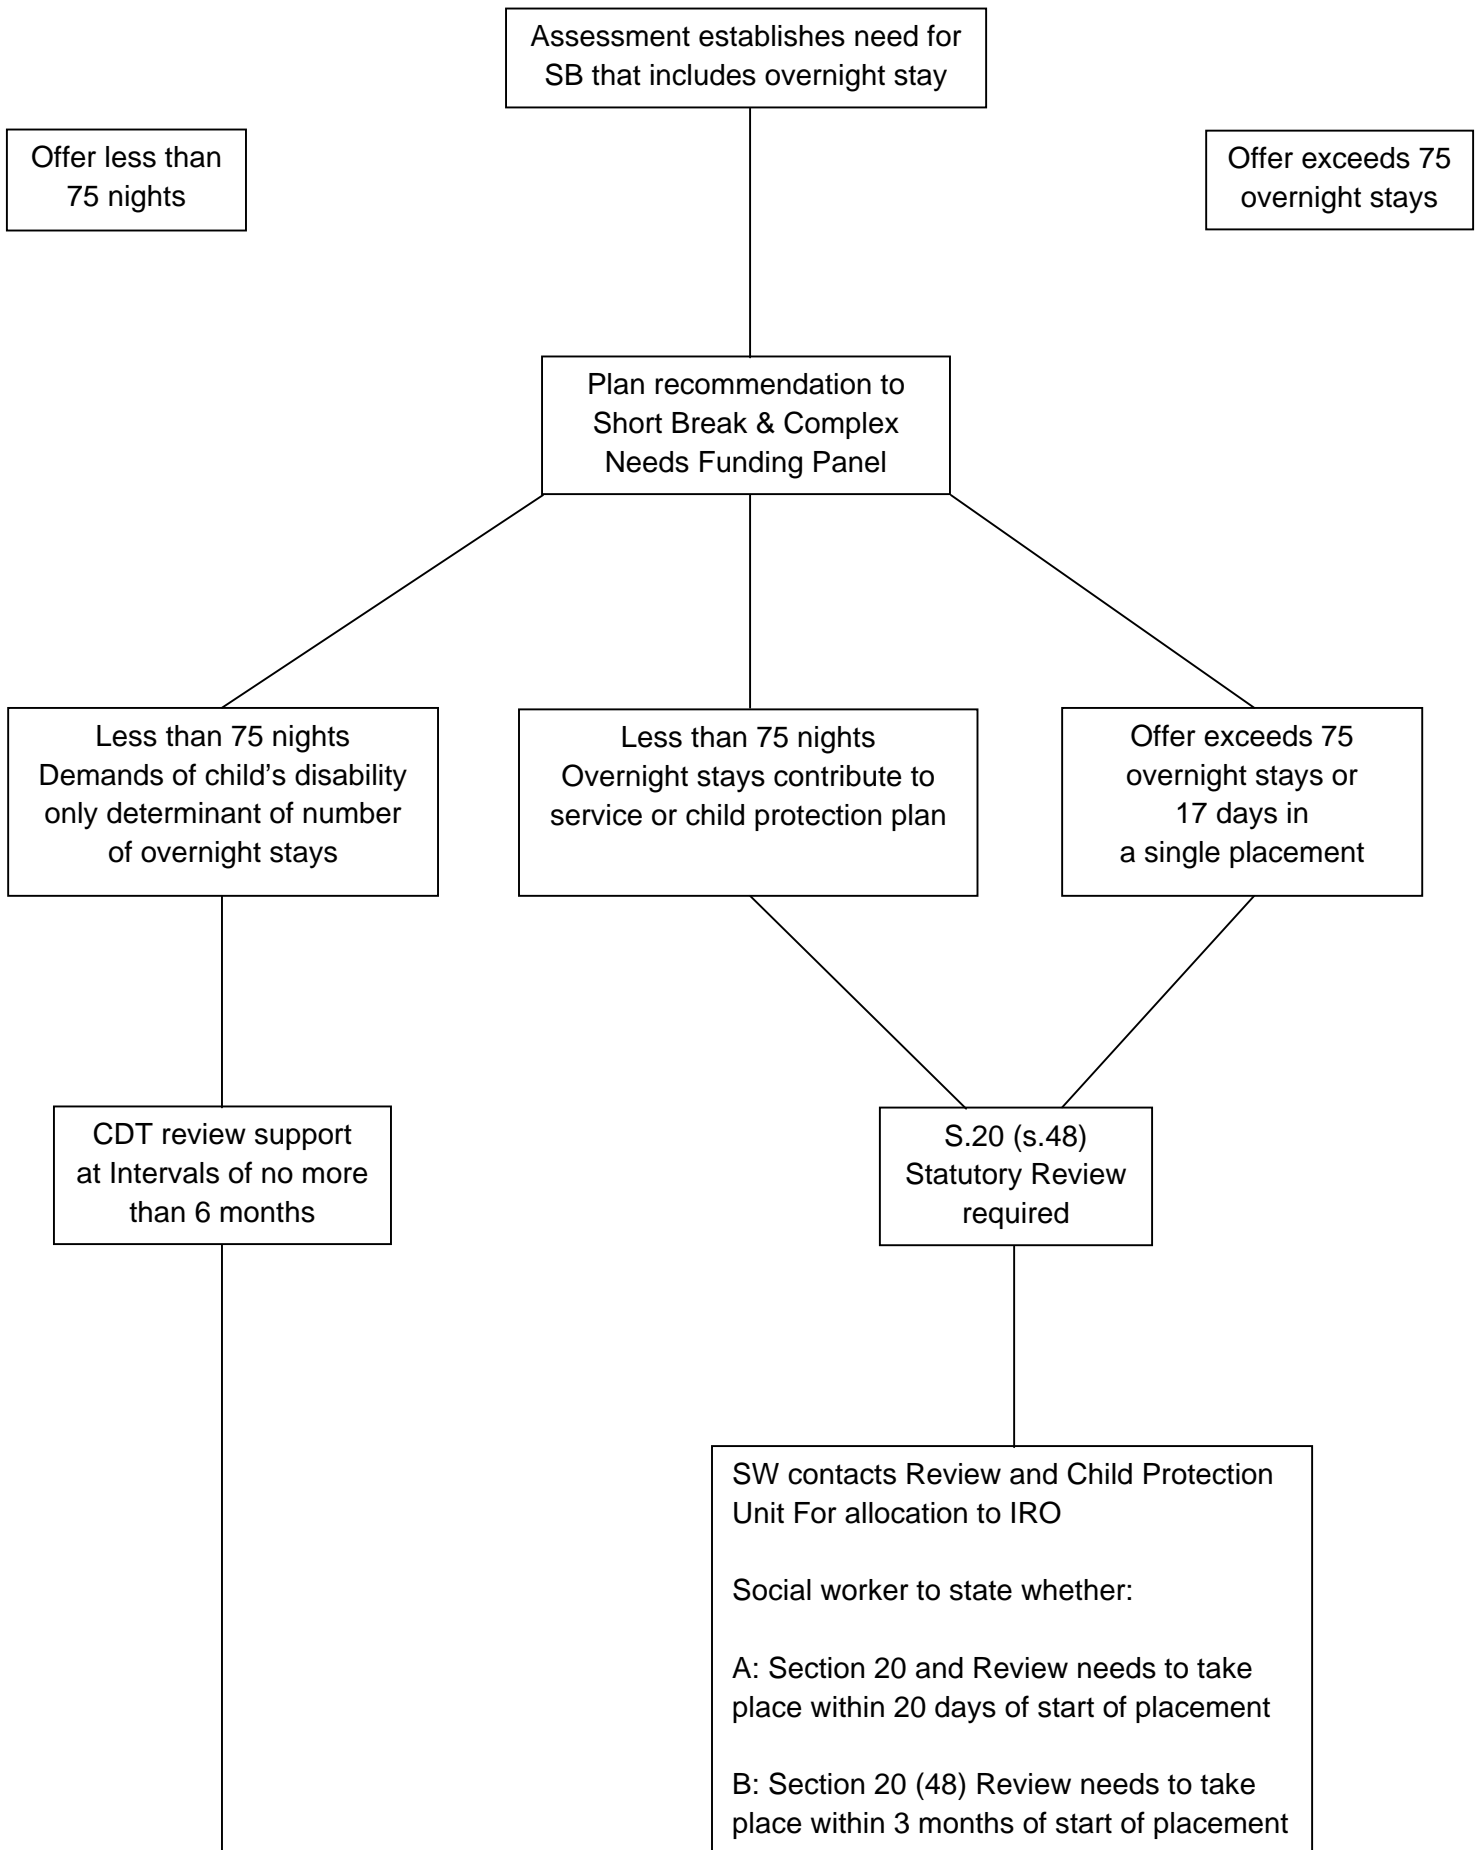 Assessment establishes need for
SB that includes overnight stay
Offer less than
75 nights
Offer exceeds 75
overnight stays
Plan recommendation to
Short Break & Complex
Needs Funding Panel
Less than 75 nights
Demands of child’s disability
only determinant of number
of overnight stays
Less than 75 nights
Overnight stays contribute to
service or child protection plan
Offer exceeds 75
overnight stays or
17 days in
a single placement
CDT review support
at Intervals of no more
than 6 months
S.20 (s.48)
Statutory Review
required
SW contacts Review and Child Protection
Unit For allocation to IRO
Social worker to state whether:
A: Section 20 and Review needs to take
place within 20 days of start of placement
B: Section 20 (48) Review needs to take
place within 3 months of start of placement